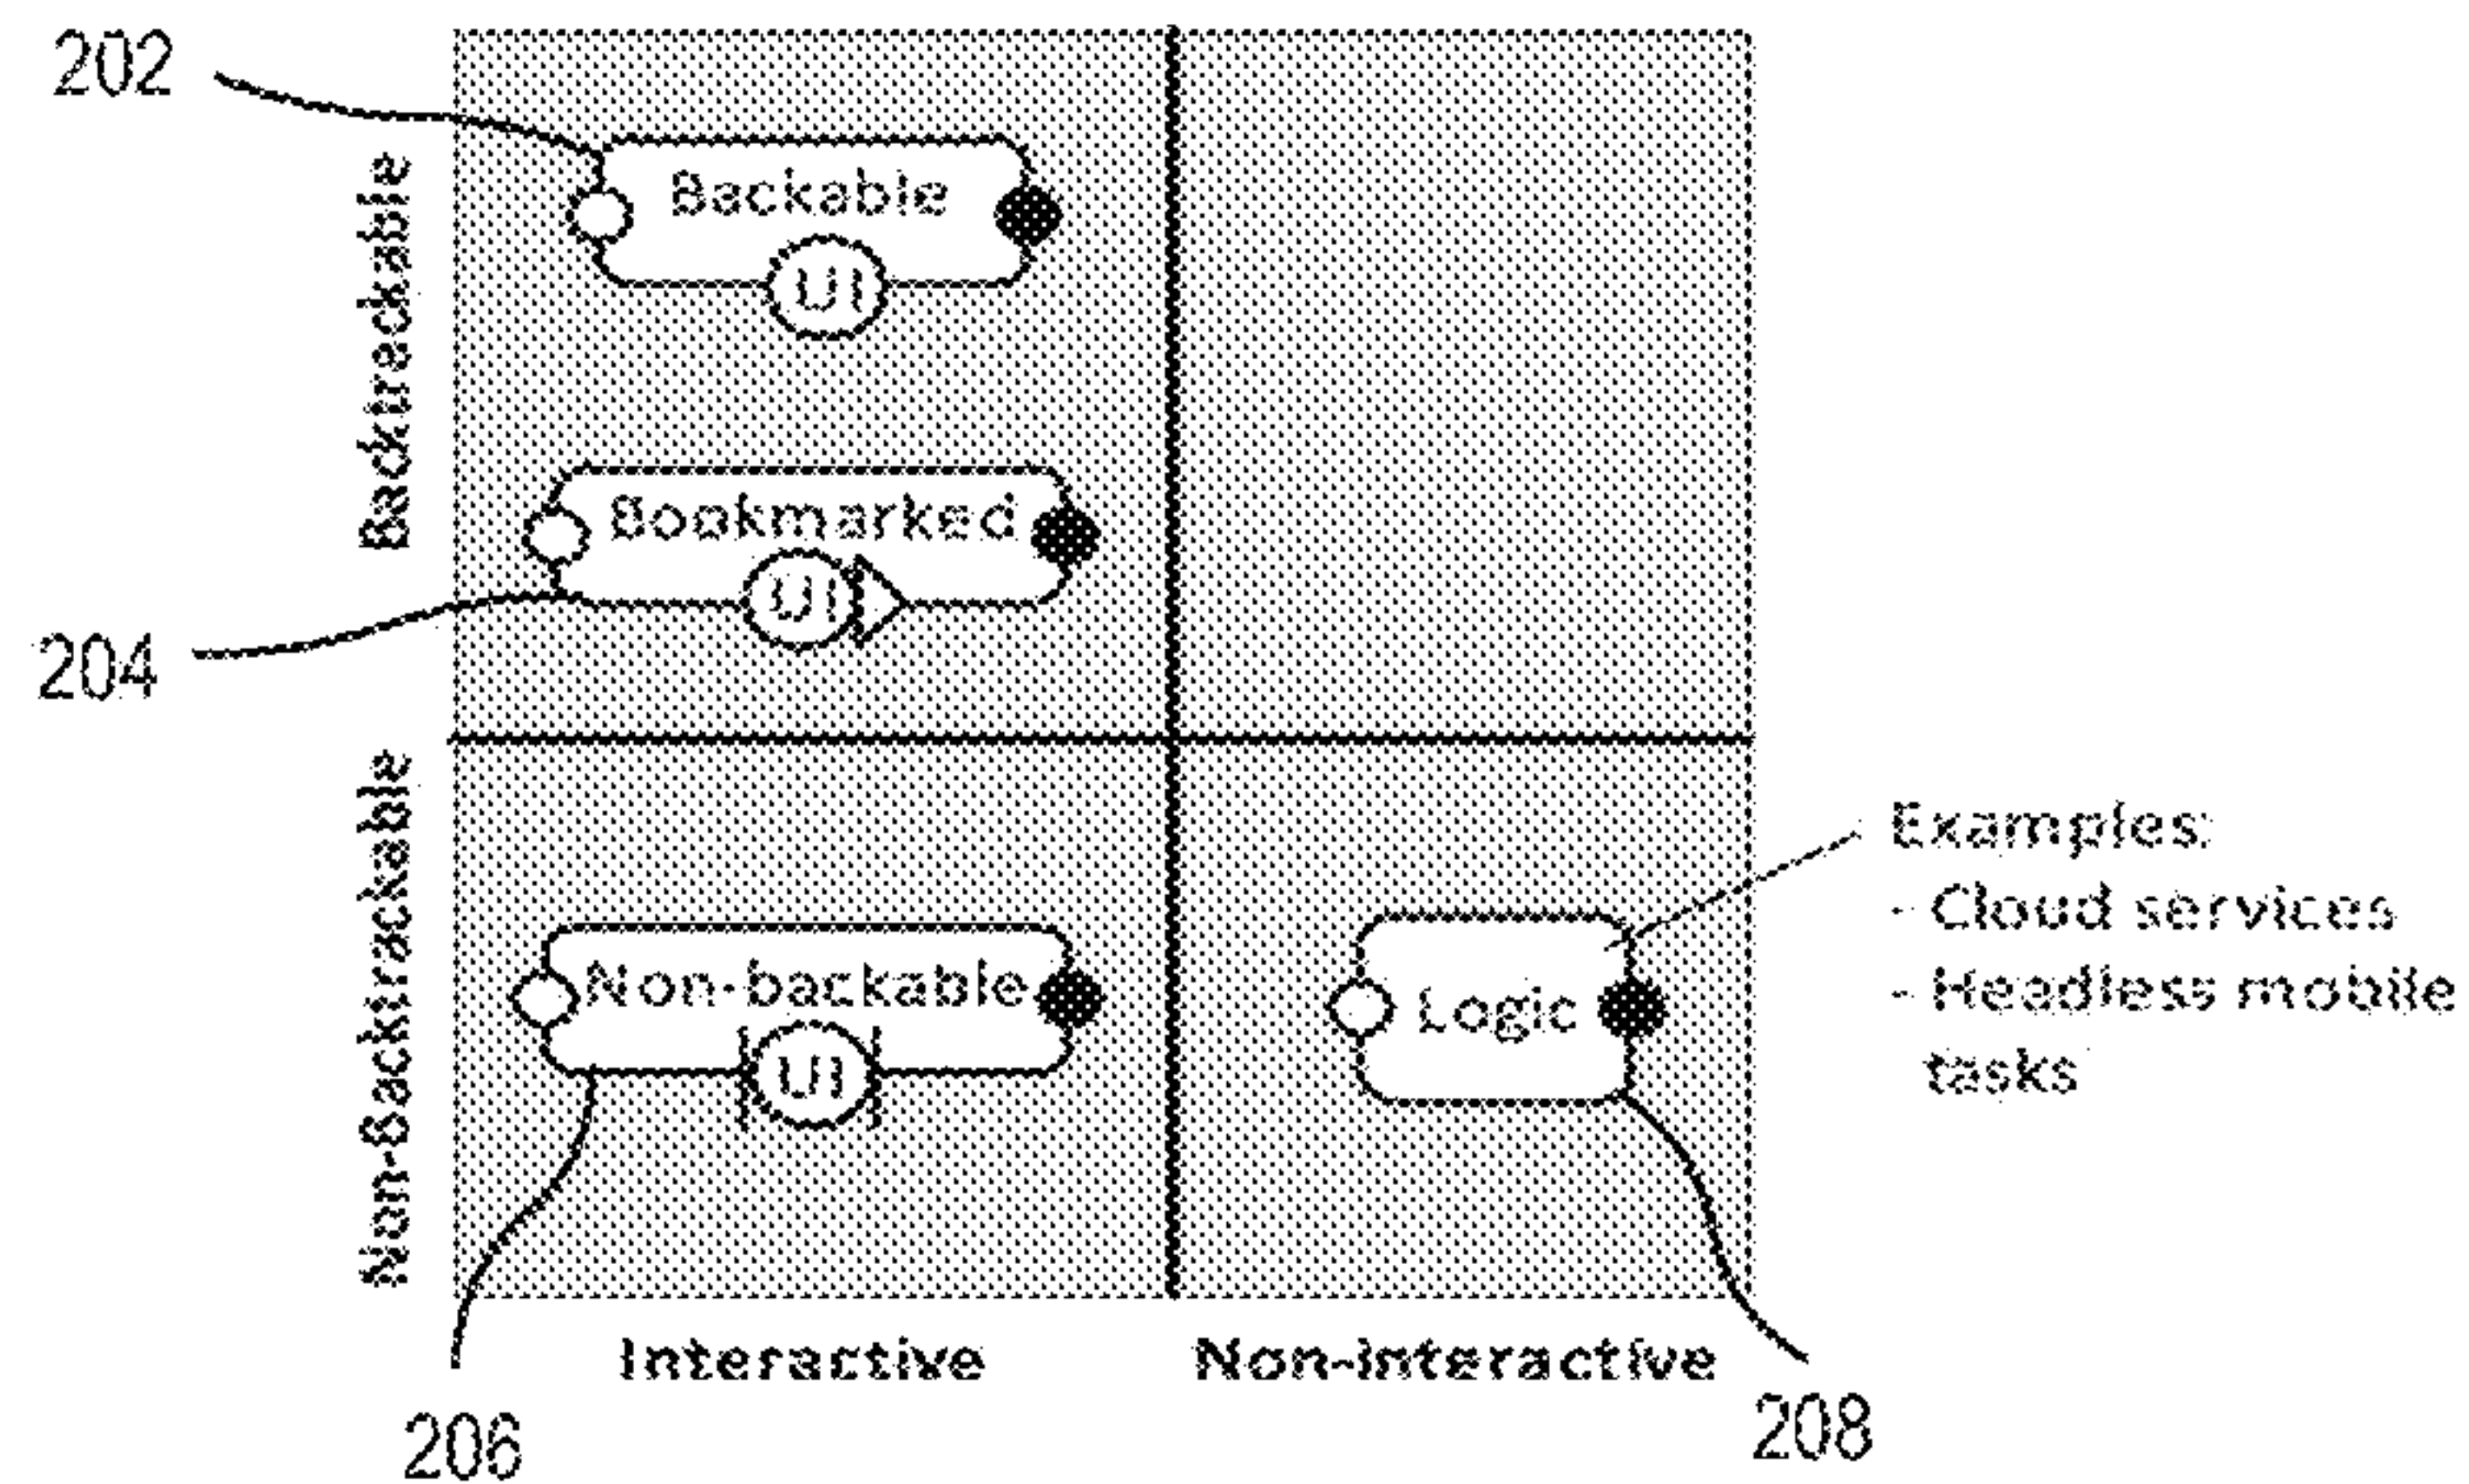 202
Backtrackable
Backable
UI
Bookmarked
UI
204
Non-Backtrackable
Non-backable
UI
Logic
Examples:
- Cloud services
- Headless mobile
tasks
Interactive
Non-interactive
206
208